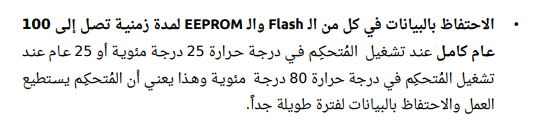 • الاحتفاظ بالبيانات في كل من الـ Flash والـ EEPROM لمدة زمنية تصل إلى 100
عام كامل عند تشغيل المُتحكِم في درجة حرارة 25 درجة مئوية أو 25 عام عند
تشغيل المُتحكِم في درجة حرارة 80 درجة مئوية وهذا يعني أن المُتحكِم يستطيع
العمل والاحتفاظ بالبيانات لفترة طويلة جداً.